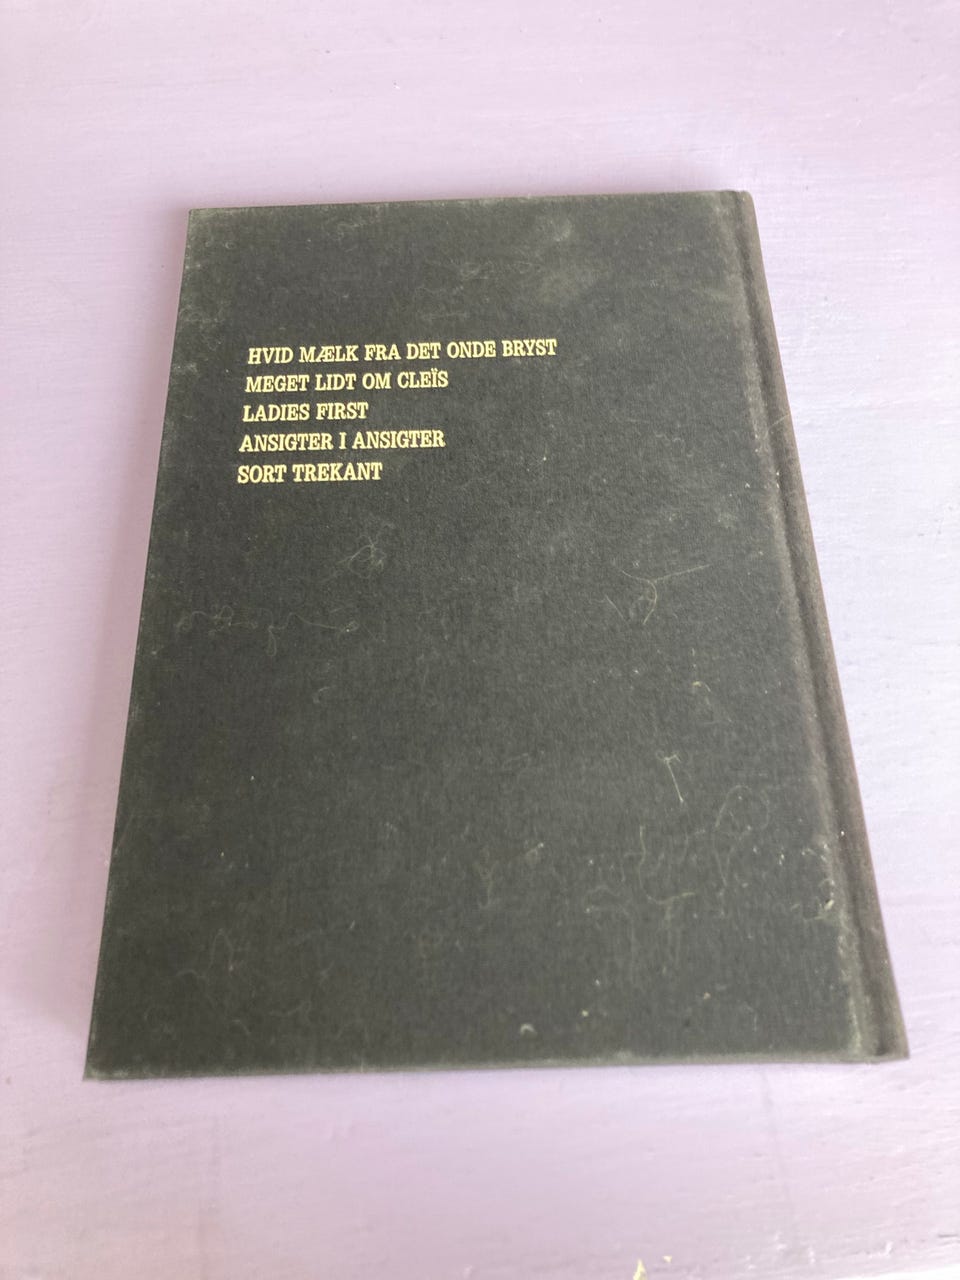 HVID MÆLK FRA DET ONDE BRYST
MEGET LIDT OM CLEÏS
LADIES FIRST
ANSIGTER I ANSIGTER
SORT TREKANT